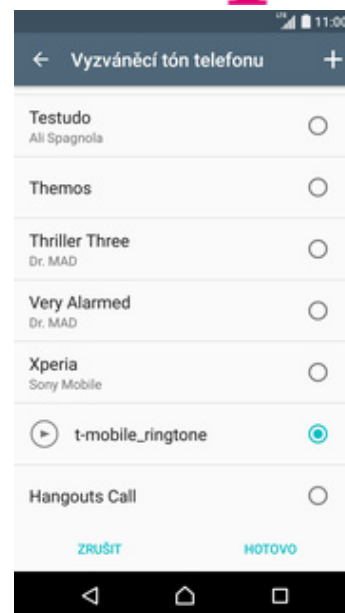 LTE 11:00
Vyzváněcí tón telefonu
Testudo
Ali Spagnola
Themos
Thriller Three
Dr. MAD
Very Alarmed
Dr. MAD
Xperia
Sony Mobile
t-mobile_ringtone
Hangouts Call
ZRUŠIT HOTOVO